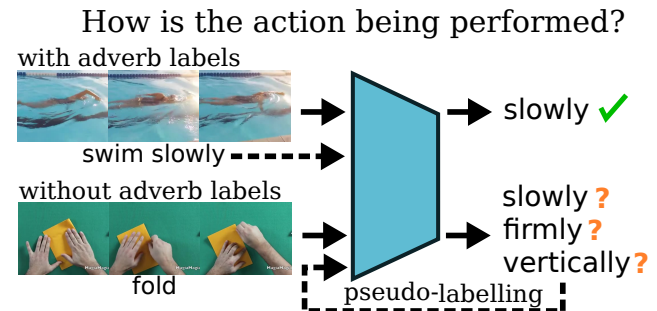 How is the action being performed?
with adverb labels
swim slowly
slowly
without adverb labels
fold
slowly ?
firmly ?
vertically ?
pseudo-labelling